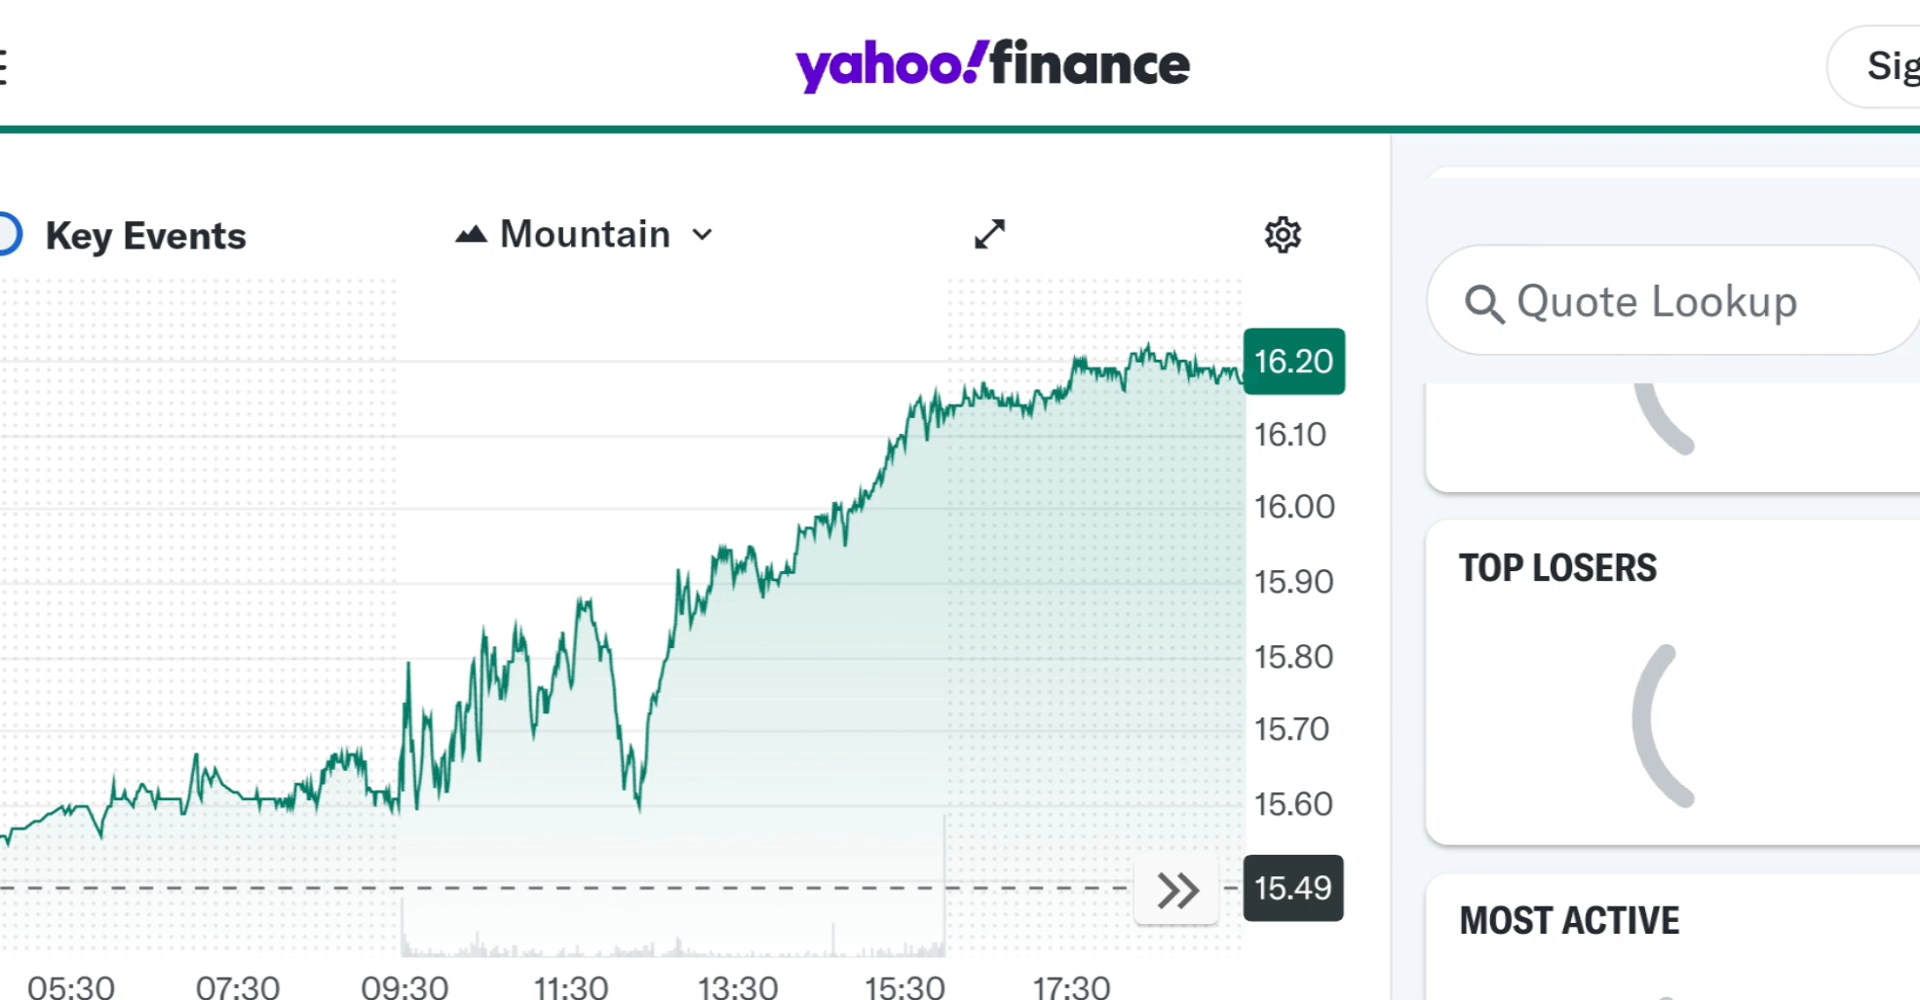 yahoo!finance
Sig
Key Events
Mountain
Quote Lookup
16.20
16.10
16.00
15.90
15.80
15.70
15.60
15.49
TOP LOSERS
MOST ACTIVE
05:30 07:30 09:30 11:30 13:30 15:30 17:30